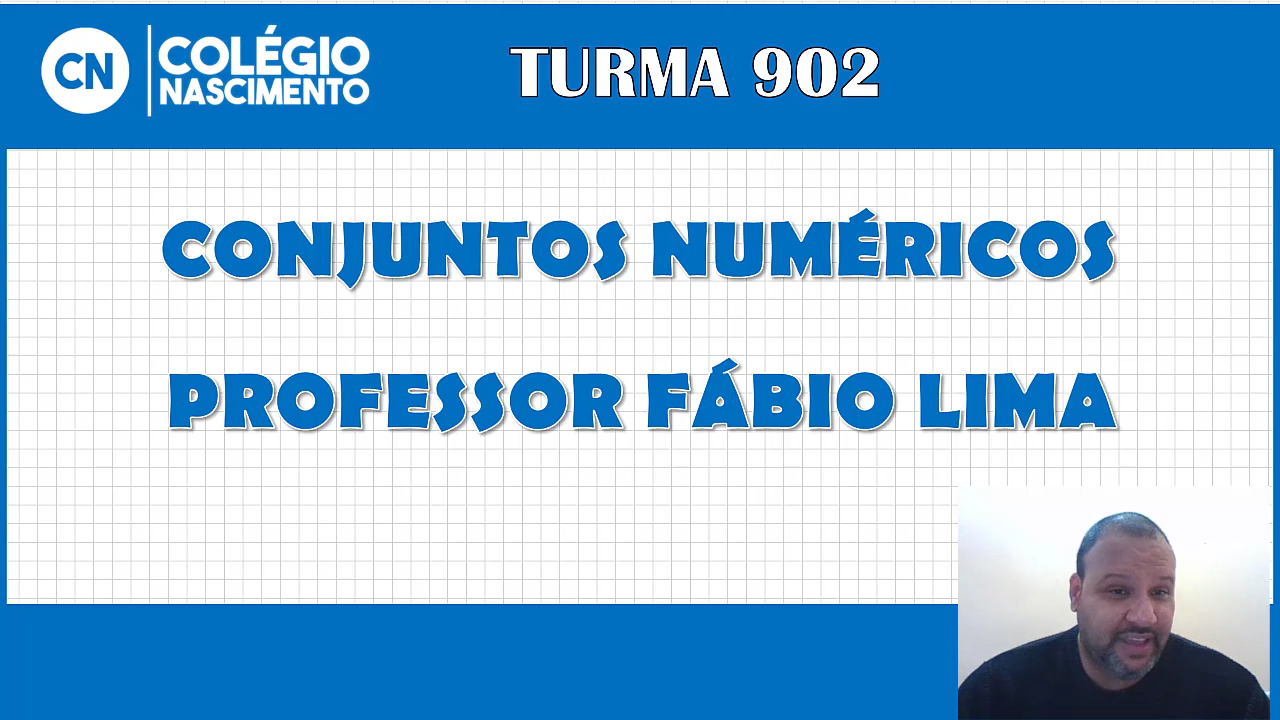 CN COLÉGIO
NASCIMENTO
TURMA 902
CONJUNTOS NUMÉRICOS
PROFESSOR FÁBIO LIMA